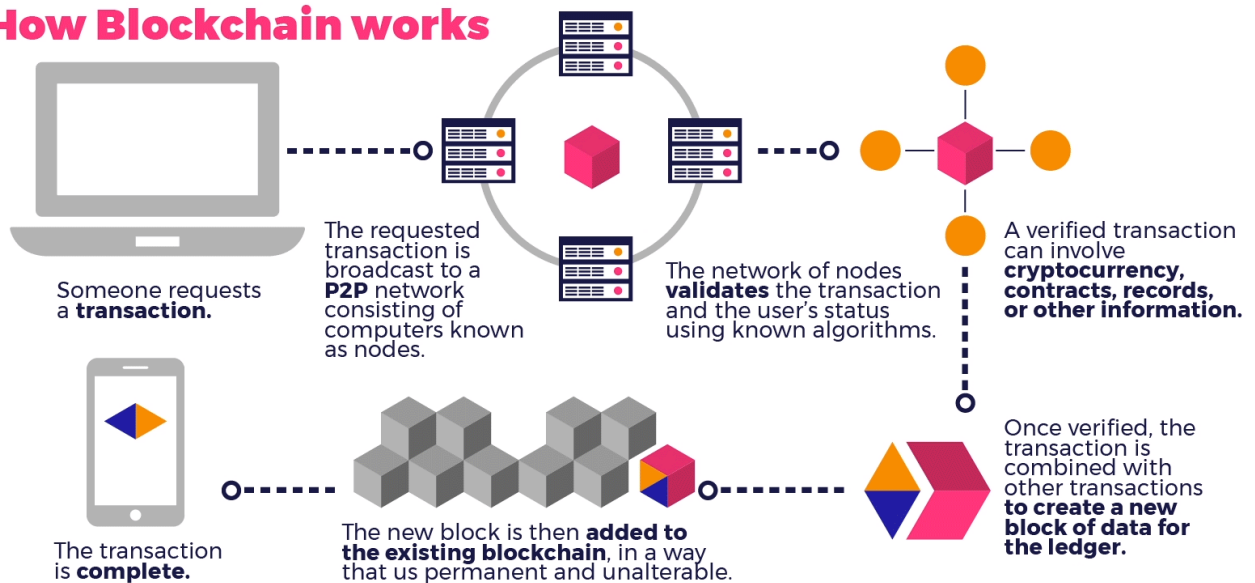 How Blockchain works
Someone requests
a transaction.
The requested
transaction is
broadcast to a
P2P network
consisting of
computers known
as nodes.
The network of nodes
validates the transaction
and the user's status
using known algorithms.
A verified transaction
can involve
cryptocurrency,
contracts, records,
or other information.
Once verified, the
transaction is
combined with
other transactions
to create a new
block of data for
the ledger.
The new block is then added to
the existing blockchain, in a way
that us permanent and unalterable.
The transaction
is complete.